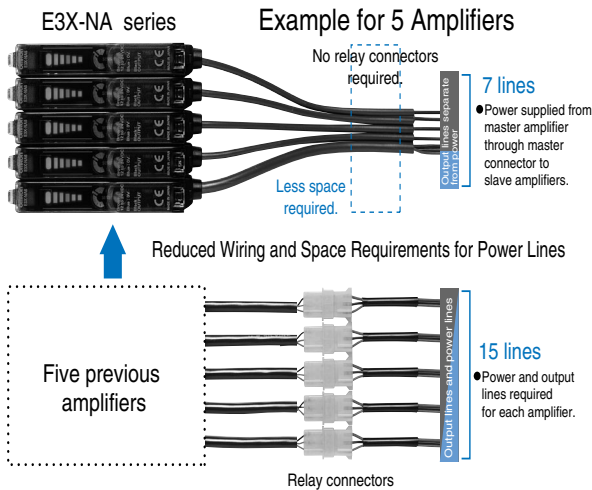 E3X-NA series
Example for 5 Amplifiers
No relay connectors
required.
Output lines separate
from power
7 lines
●Power supplied from
master amplifier
through master
connector to
slave amplifiers.
Less space
required.
Reduced Wiring and Space Requirements for Power Lines
Five previous
amplifiers
Output lines and power lines
15 lines
●Power and output
lines required
for each amplifier.
Relay connectors